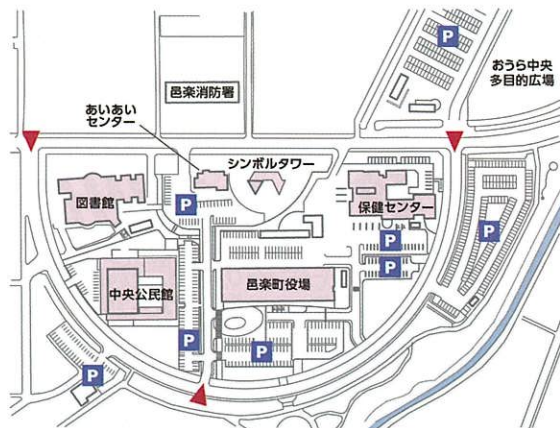 P
おうら中央
多目的広場
邑楽消防署
あいあい
センター
シンボルタワー
図書館
P
保健センター
P
P
P
中央公民館
邑楽町役場
P
P
P